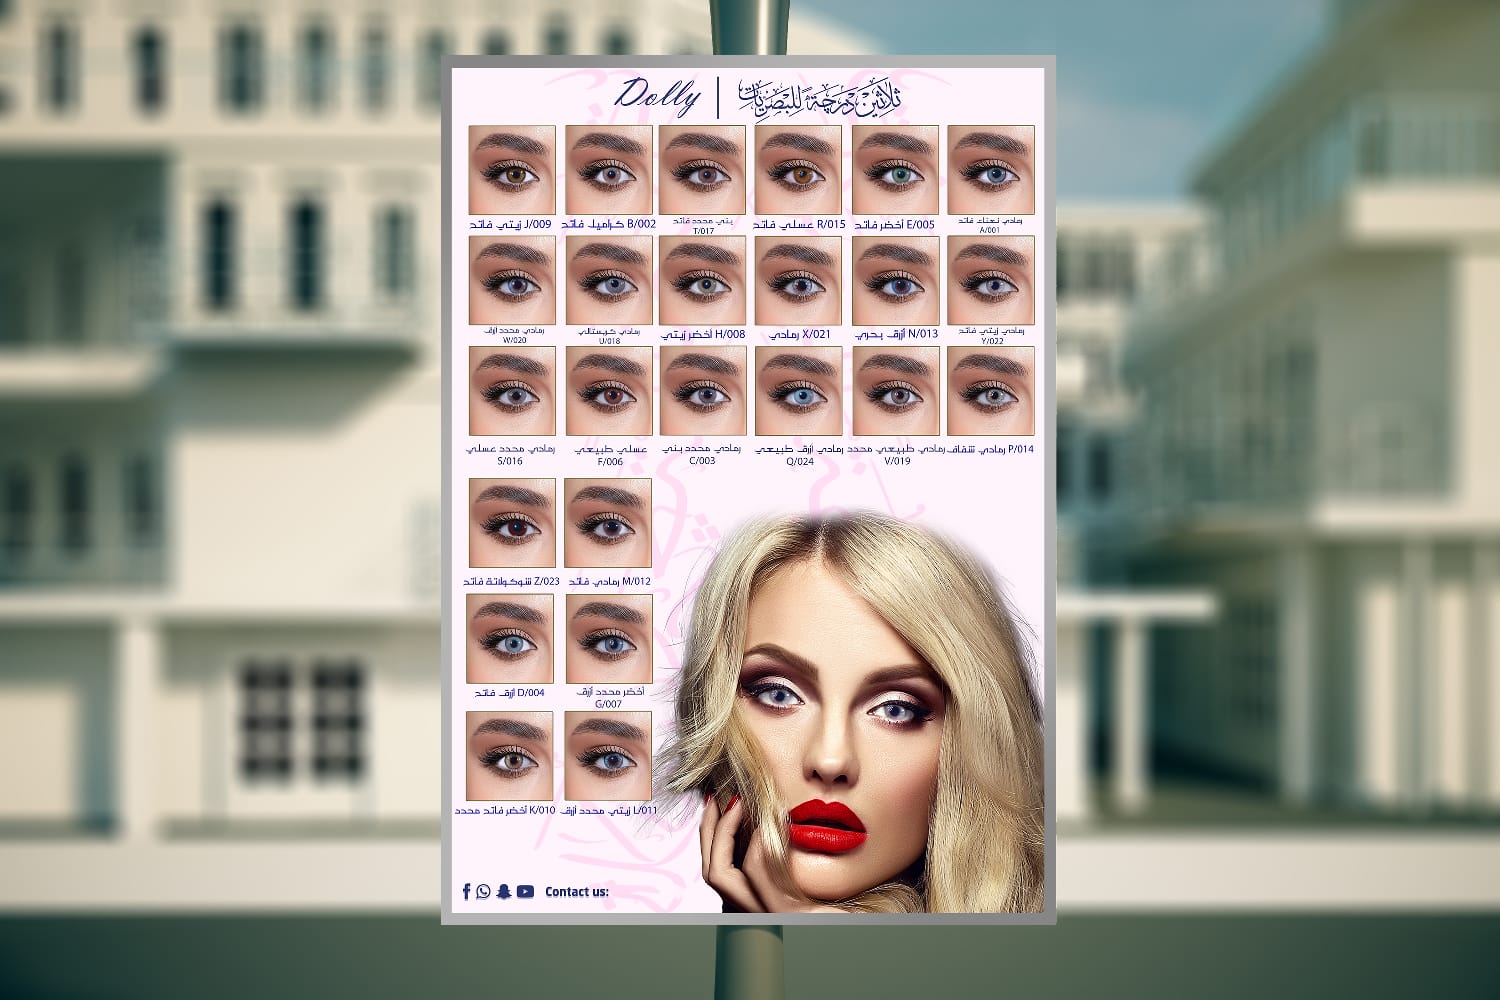 Dolly | ثلاثين درجة للبصريات
J/009 زيتي فاتح
B/002 كراميل فاتح
بني محدد فاتح
T/017
R/015 عسلي فاتح
E/005 أخضر فاتح
رمادي نعناع فاتح
A/001
رمادي محدد أزرق
W/020
رمادي كريستالي
U/018
H/008 أخضر زيتي
X/021 رمادي
N/013 أزرق بحري
رمادي زيتي فاتح
Y/022
رمادي محدد عسلي
S/016
عسلي طبيعي
F/006
رمادي محدد بني
C/003
رمادي أزرق طبيعي
Q/024
رمادي طبيعي محدد
V/019
P/014 رمادي شفاف
Z/023 شوكولاتة فاتح
M/012 رمادي فاتح
D/004 أزرق فاتح
أخضر محدد أزرق
G/007
K/010 أخضر فاتح محدد
L/011 زيتي محدد أزرق
Contact us: